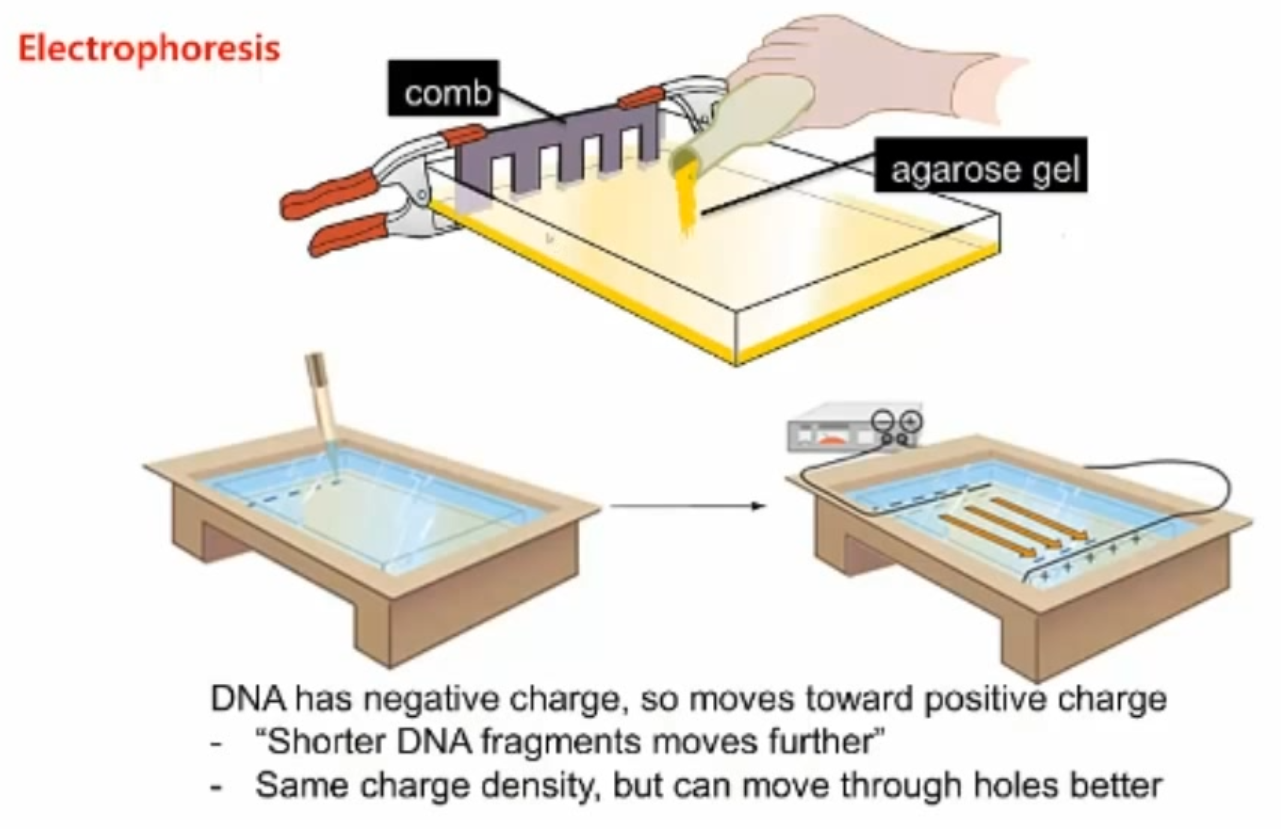 Electrophoresis
comb
agarose gel
DNA has negative charge, so moves toward positive charge
- “Shorter DNA fragments moves further”
- Same charge density, but can move through holes better